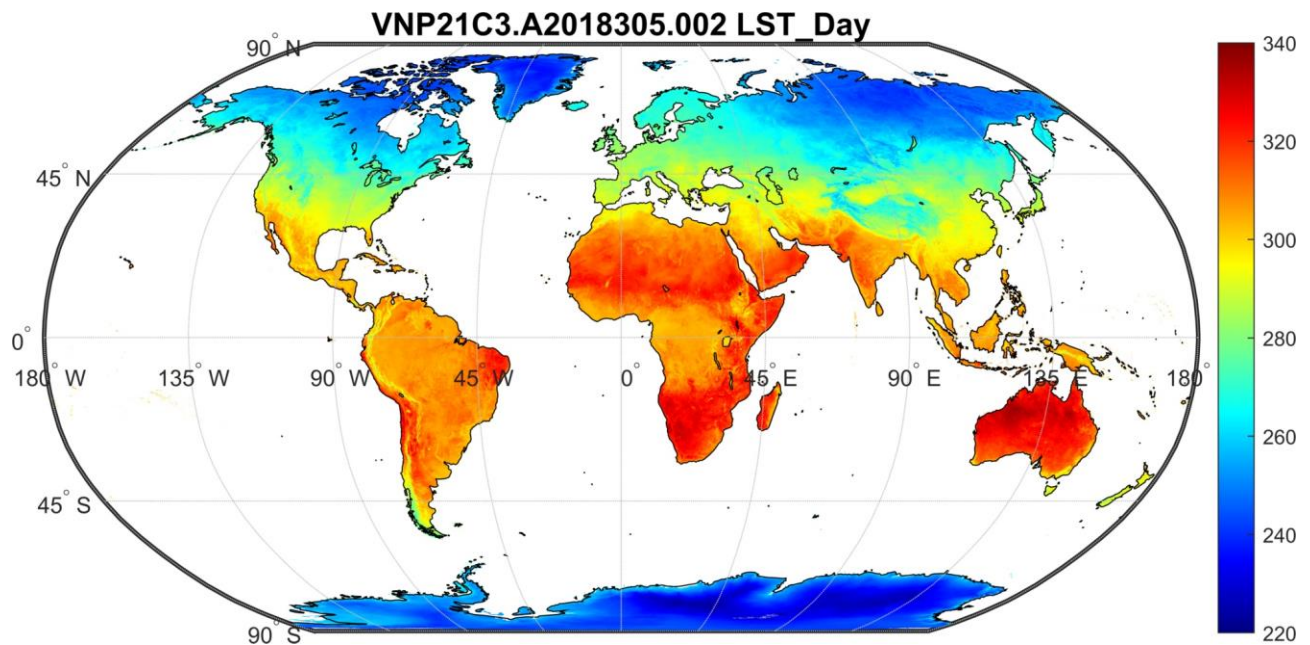 VNP21C3.A2018305.002 LST_Day
90° N
45° N
0°
180° W
135° W
90° W
45° W
0°
45° E
90° E
135° E
180°
45° S
90° S
340
320
300
280
260
240
220